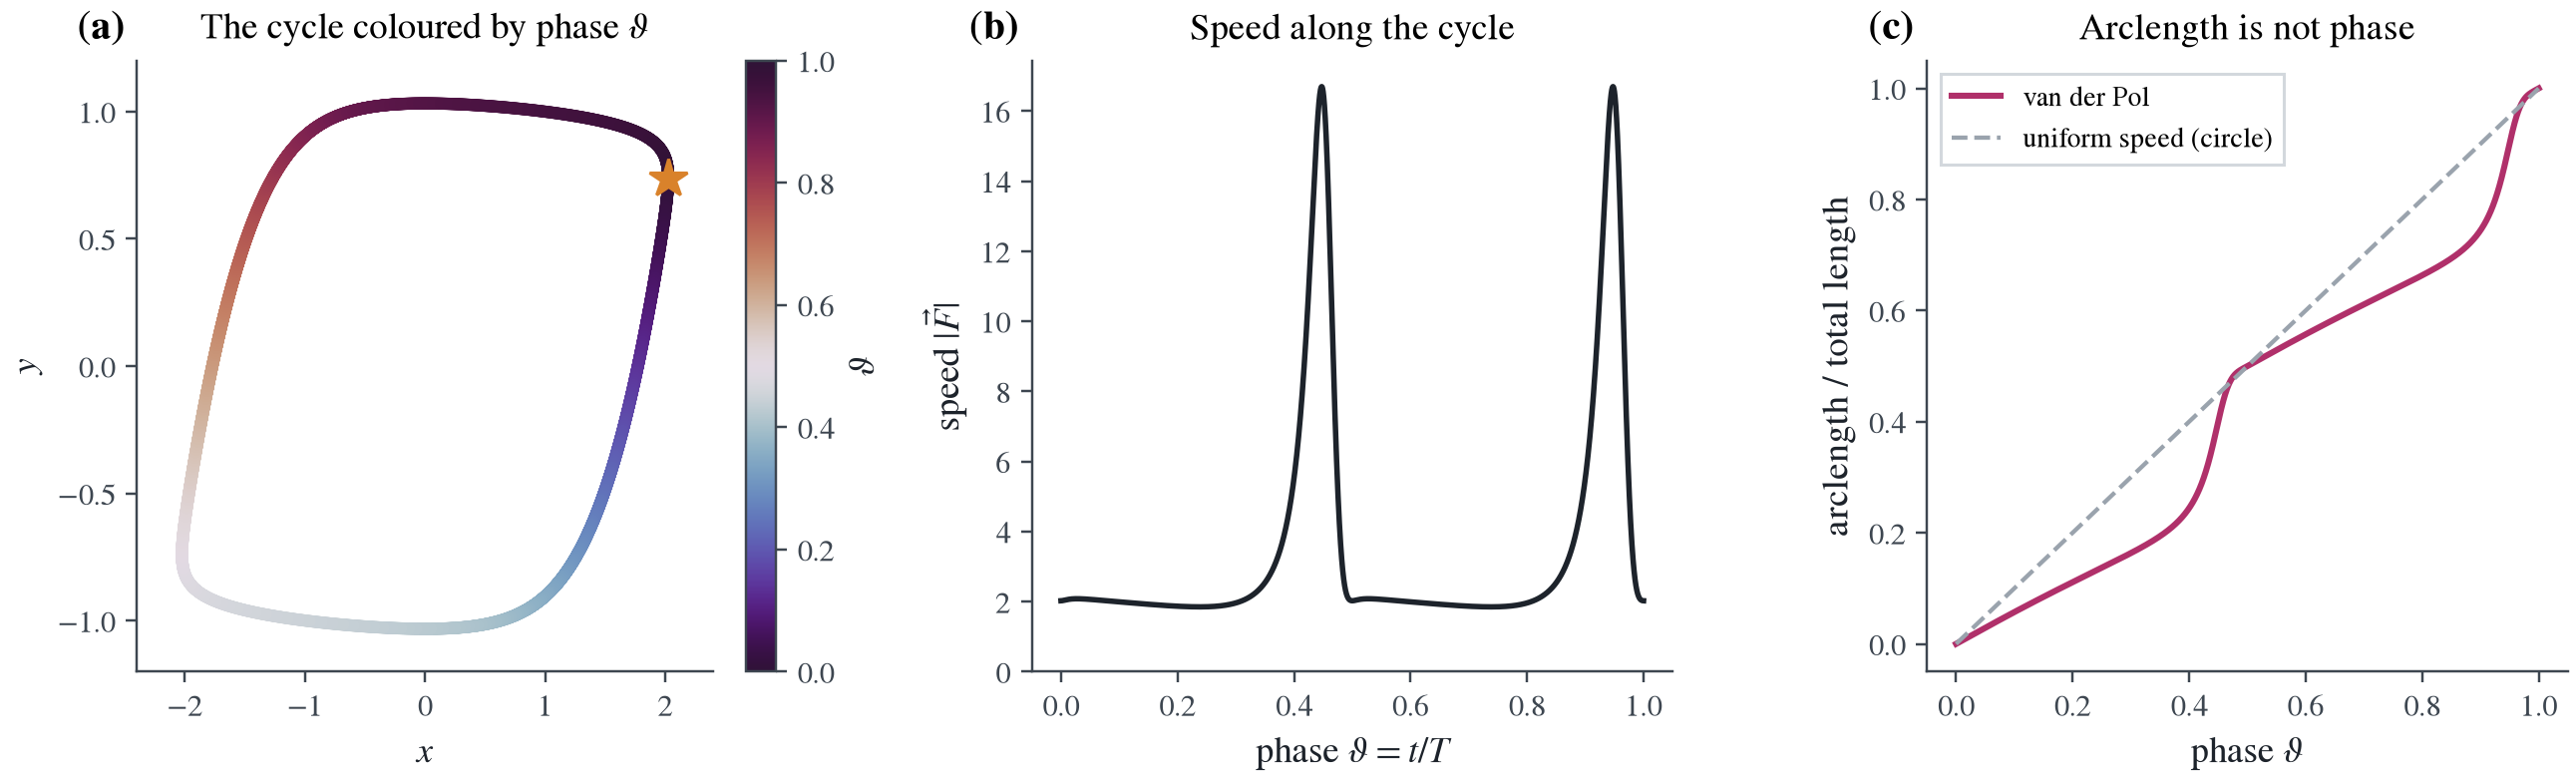 (a) The cycle coloured by phase ϑ
1.0
0.5
0.0
−0.5
−1.0
y
−2 −1 0 1 2
x
1.0
0.8
0.6
0.4
0.2
0.0
ϑ
(b) Speed along the cycle
16
14
12
10
8
6
4
2
0
speed |F⃗|
0.0 0.2 0.4 0.6 0.8 1.0
phase ϑ = t/T
(c) Arclength is not phase
van der Pol
uniform speed (circle)
1.0
0.8
0.6
0.4
0.2
0.0
arclength / total length
0.0 0.2 0.4 0.6 0.8 1.0
phase ϑ